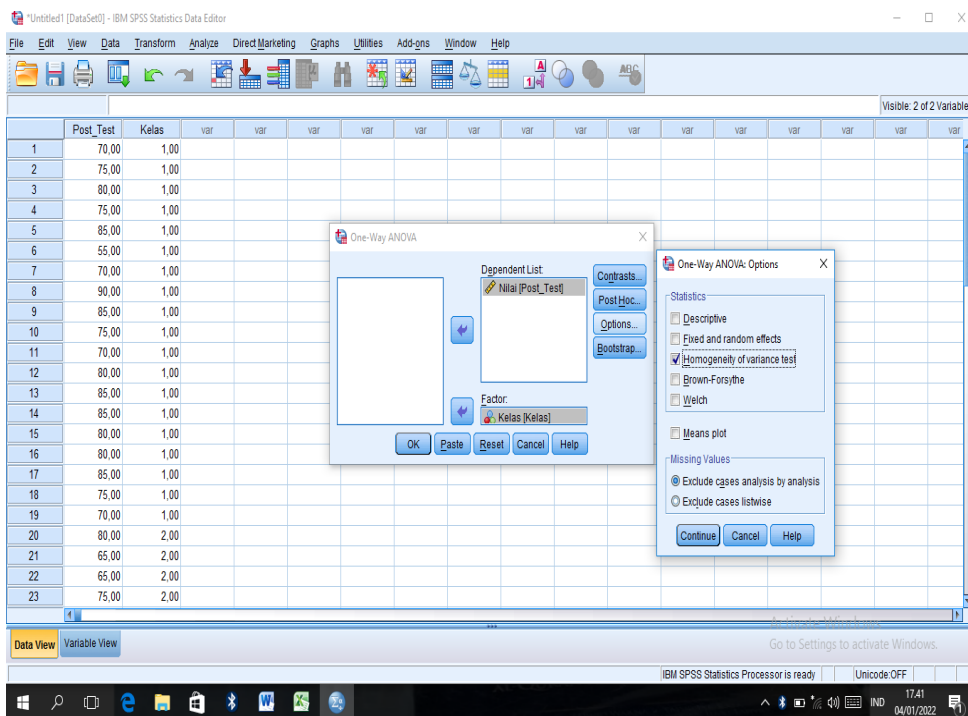 *Untitled1 [DataSet0] - IBM SPSS Statistics Data Editor
File Edit View Data Transform Analyze Direct Marketing Graphs Utilities Add-ons Window Help
Visible: 2 of 2 Variable
Post_Test Kelas var var var var var var var var var var var var var var var
1 70,00 1,00
2 75,00 1,00
3 80,00 1,00
4 75,00 1,00
5 85,00 1,00
6 55,00 1,00
7 70,00 1,00
8 90,00 1,00
9 85,00 1,00
10 75,00 1,00
11 70,00 1,00
12 80,00 1,00
13 85,00 1,00
14 85,00 1,00
15 80,00 1,00
16 80,00 1,00
17 85,00 1,00
18 75,00 1,00
19 70,00 1,00
20 80,00 2,00
21 65,00 2,00
22 65,00 2,00
23 75,00 2,00
One-Way ANOVA
Dependent List:
Nilai [Post_Test]
Factor:
Kelas [Kelas]
Contrasts...
Post Hoc...
Options...
Bootstrap...
OK Paste Reset Cancel Help
One-Way ANOVA: Options
Statistics
Descriptive
Fixed and random effects
Homogeneity of variance test
Brown-Forsythe
Welch
Means plot
Missing Values
Exclude cases analysis by analysis
Exclude cases listwise
Continue Cancel Help
Activate Windows
Go to Settings to activate Windows.
Data View Variable View
IBM SPSS Statistics Processor is ready Unicode:OFF
IND
17.41
04/01/2022